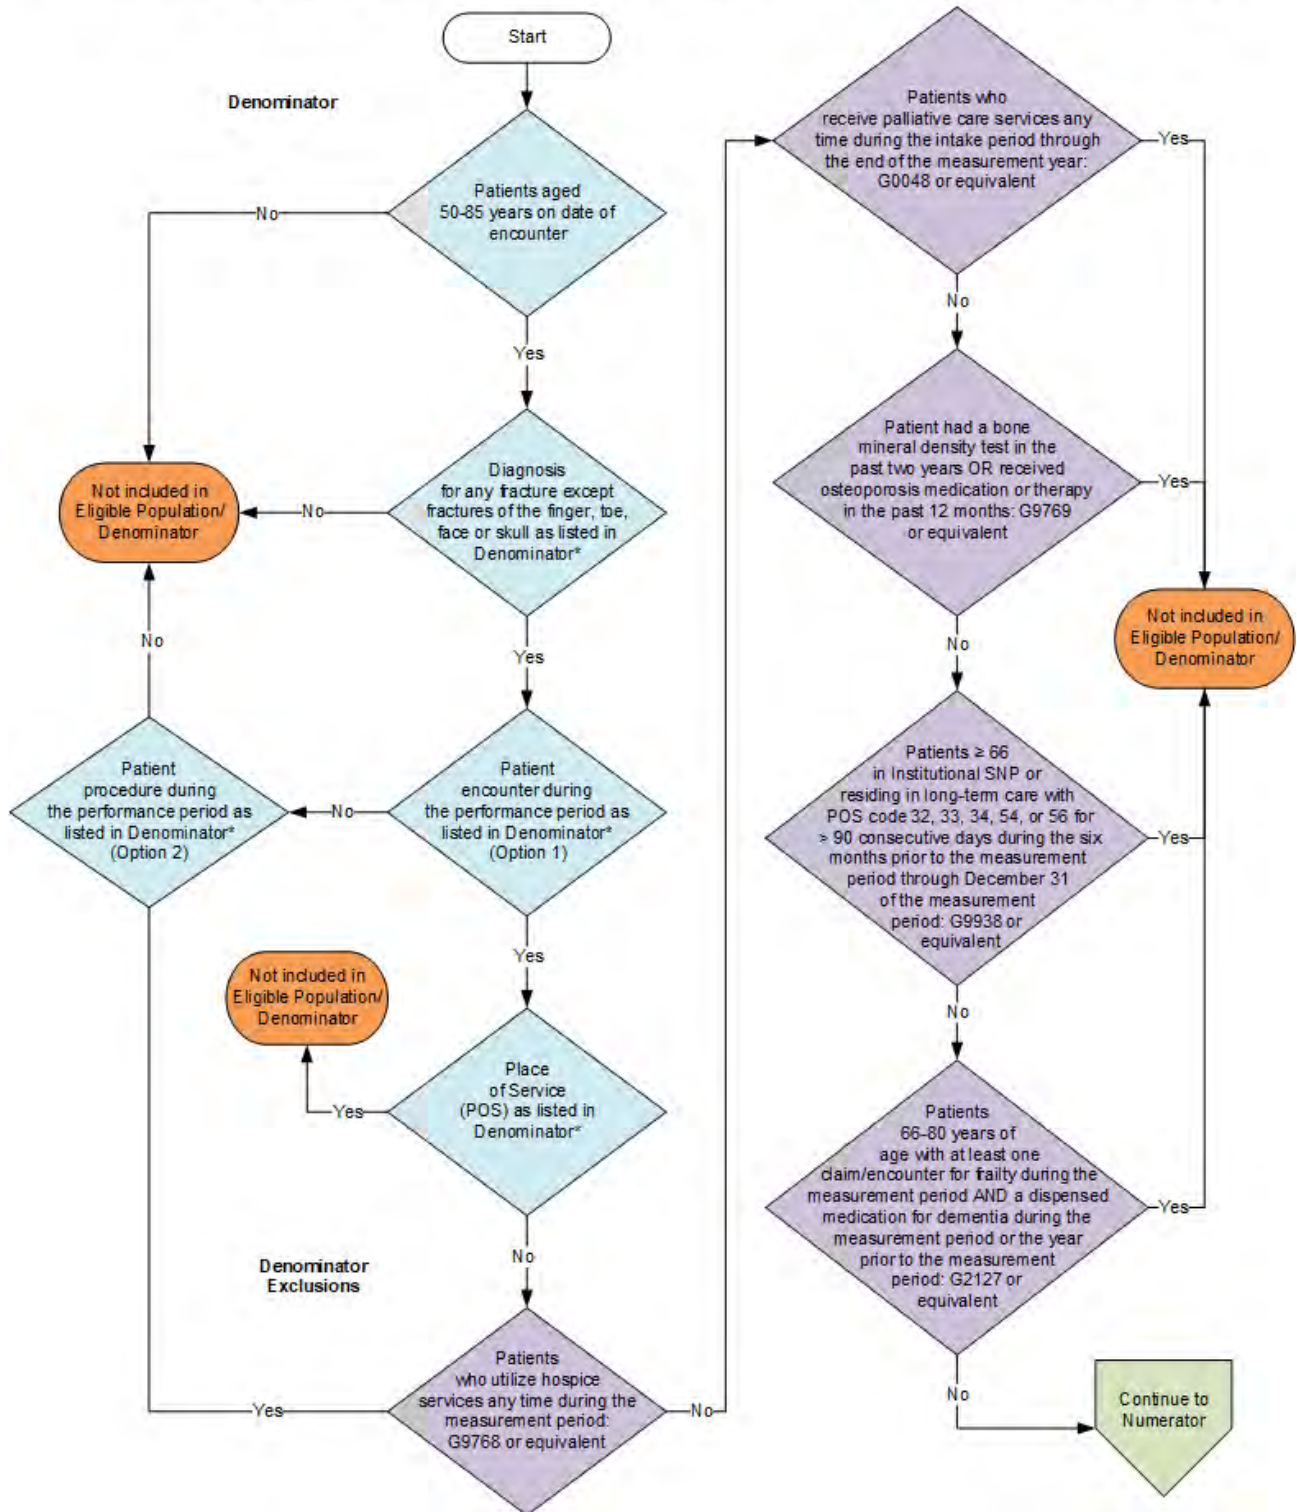 Start
Denominator
Patients aged
50-85 years on date of
encounter
No
Yes
Diagnosis
for any fracture except
fractures of the finger, toe,
face or skull as listed in
Denominator*
No
Not included in
Eligible Population/
Denominator
Yes
No
Patient
encounter during
the performance period as
listed in Denominator*
(Option 1)
No
Patient
procedure during
the performance period as
listed in Denominator*
(Option 2)
Yes
Not included in
Eligible Population/
Denominator
Place
of Service
(POS) as listed in
Denominator*
Yes
No
Denominator
Exclusions
Patients
who utilize hospice
services any time during the
measurement period:
G9768 or equivalent
Yes
No
Patients who
receive palliative care services any
time during the intake period through
the end of the measurement year:
G0048 or equivalent
Yes
No
Patient had a bone
mineral density test in the
past two years OR received
osteoporosis medication or therapy
in the past 12 months: G9769
or equivalent
Yes
Not included in
Eligible Population/
Denominator
No
Patients ≥ 66
in Institutional SNP or
residing in long-term care with
POS code 32, 33, 34, 54, or 56 for
> 90 consecutive days during the six
months prior to the measurement
period through December 31
of the measurement
period: G9938 or
equivalent
Yes
No
Patients
66-80 years of
age with at least one
claim/encounter for frailty during the
measurement period AND a dispensed
medication for dementia during the
measurement period or the year
prior to the measurement
period: G2127 or
equivalent
Yes
No
Continue to
Numerator